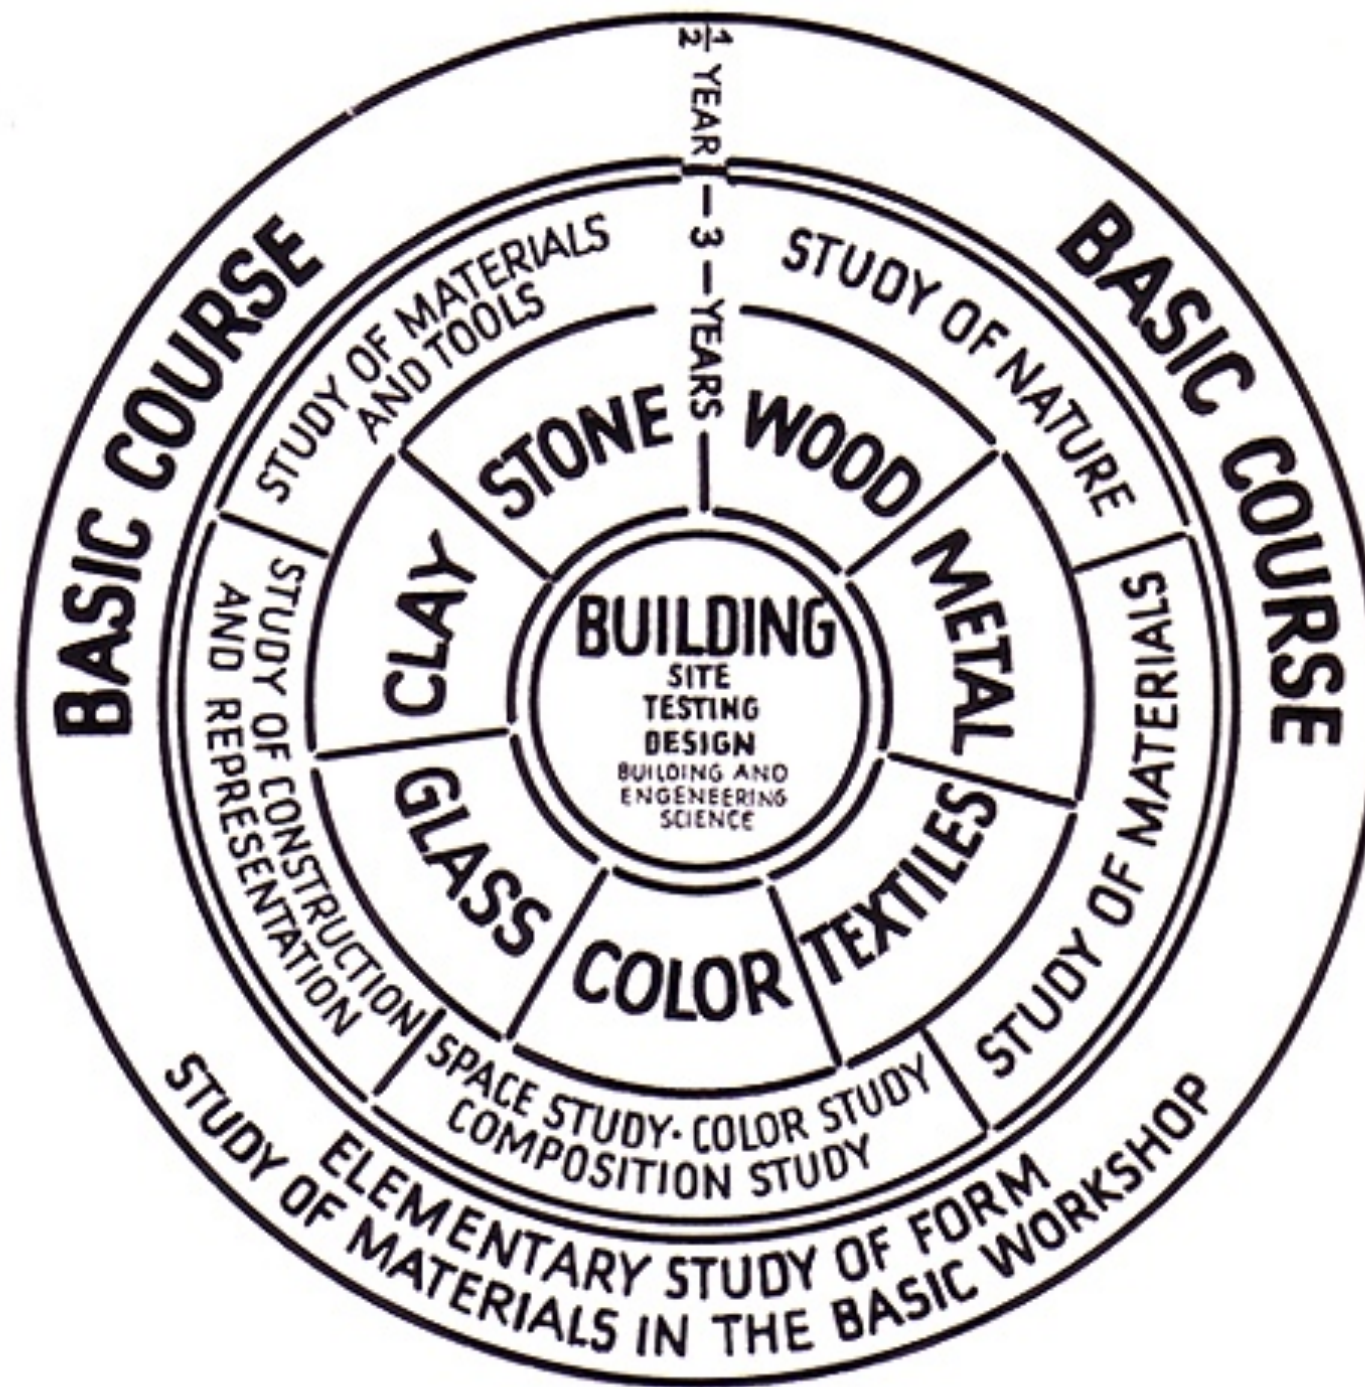 ½ YEAR
3 YEARS
BASIC COURSE
BASIC COURSE
ELEMENTARY STUDY OF FORM
STUDY OF MATERIALS IN THE BASIC WORKSHOP
STUDY OF NATURE
STUDY OF MATERIALS
SPACE STUDY · COLOR STUDY
COMPOSITION STUDY
STUDY OF CONSTRUCTION
AND REPRESENTATION
STUDY OF MATERIALS
AND TOOLS
WOOD
METAL
TEXTILES
COLOR
GLASS
CLAY
STONE
BUILDING
SITE
TESTING
DESIGN
BUILDING AND
ENGENEERING
SCIENCE